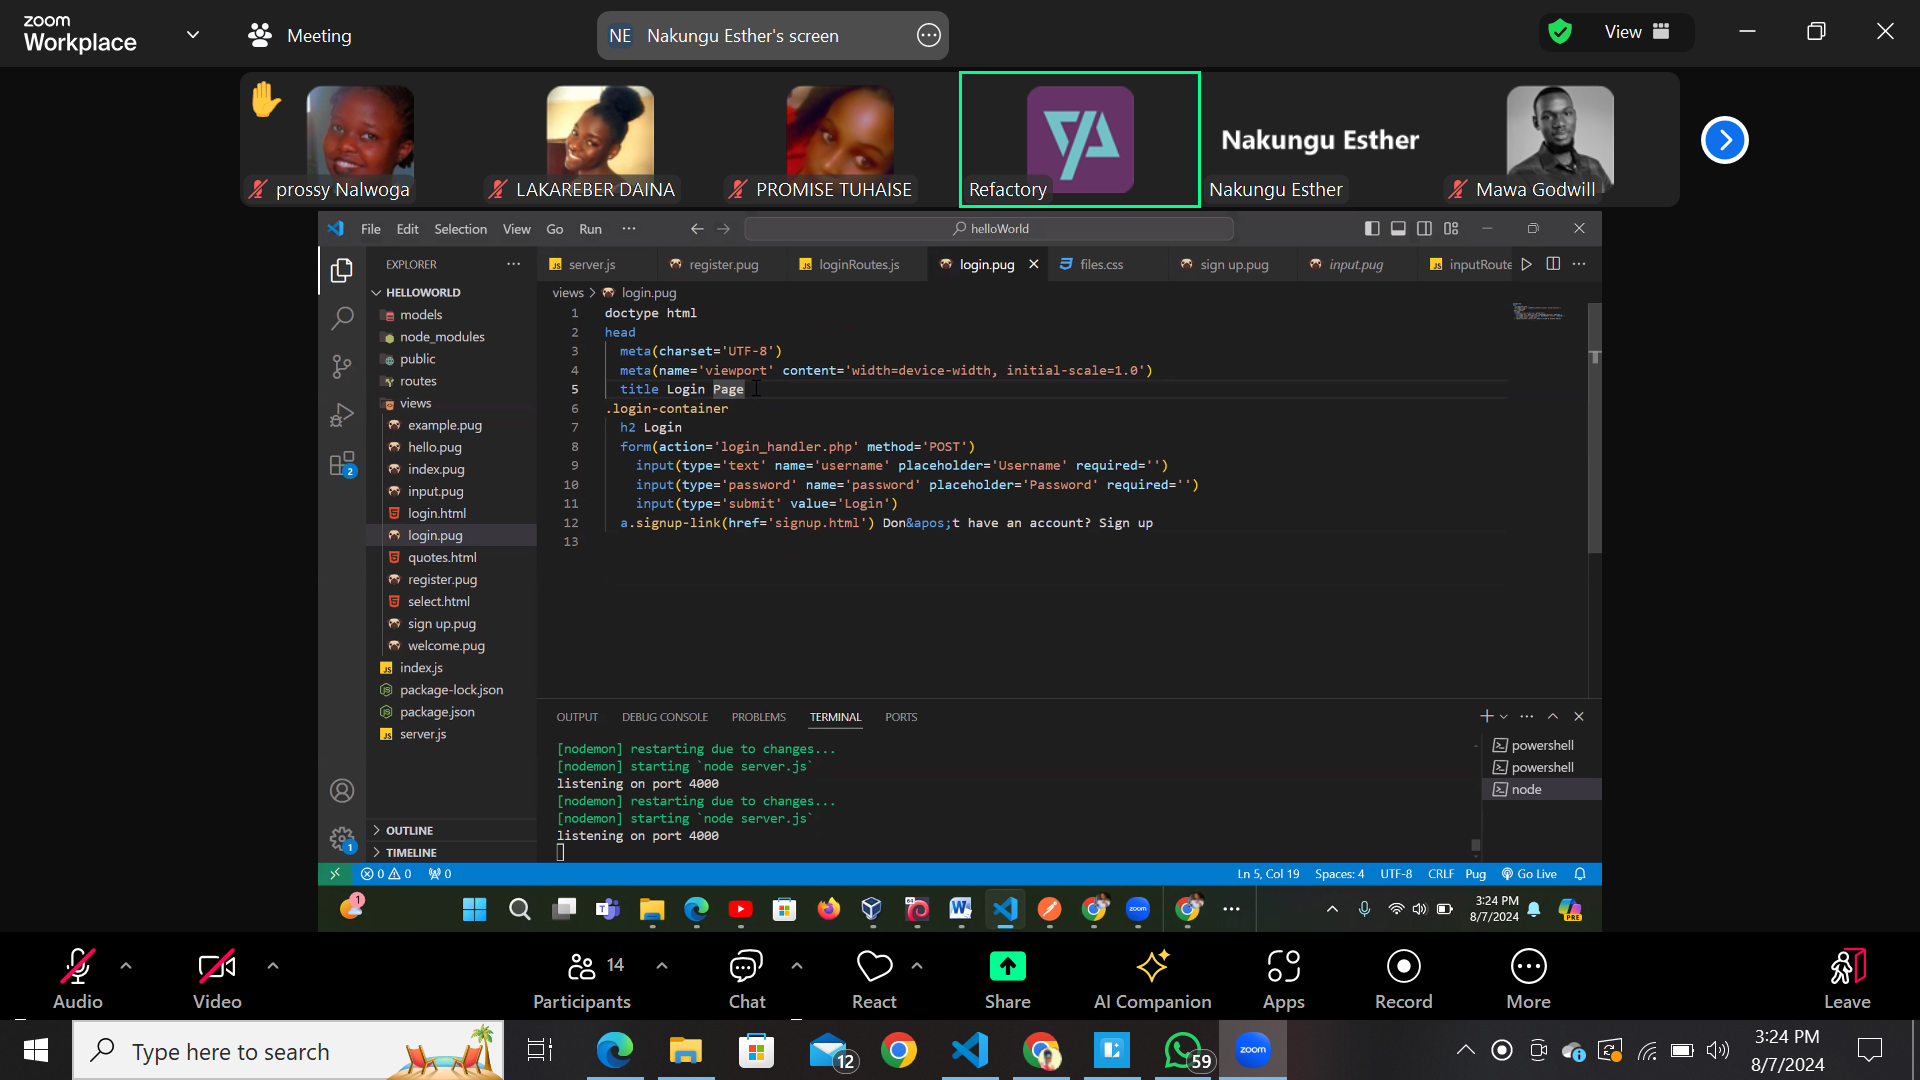 zoom
Workplace
Meeting
NE Nakungu Esther's screen
View
prossy Nalwoga
LAKAREBER DAINA
PROMISE TUHAISE
Refactory
Nakungu Esther
Nakungu Esther
Mawa Godwill
File Edit Selection View Go Run
helloWorld
EXPLORER
server.js
register.pug
loginRoutes.js
login.pug
files.css
sign up.pug
input.pug
inputRoute
views > login.pug
HELLOWORLD
models
node_modules
public
routes
views
example.pug
hello.pug
index.pug
input.pug
login.html
login.pug
quotes.html
register.pug
select.html
sign up.pug
welcome.pug
index.js
package-lock.json
package.json
server.js
OUTLINE
TIMELINE
2
1
1 doctype html
2 head
3 meta(charset='UTF-8')
4 meta(name='viewport' content='width=device-width, initial-scale=1.0')
5 title Login Page
6 .login-container
7 h2 Login
8 form(action='login_handler.php' method='POST')
9 input(type='text' name='username' placeholder='Username' required='')
10 input(type='password' name='password' placeholder='Password' required='')
11 input(type='submit' value='Login')
12 a.signup-link(href='signup.html') Don&apos;t have an account? Sign up
13
OUTPUT DEBUG CONSOLE PROBLEMS TERMINAL PORTS
[nodemon] restarting due to changes...
[nodemon] starting `node server.js`
listening on port 4000
[nodemon] restarting due to changes...
[nodemon] starting `node server.js`
listening on port 4000
powershell
powershell
node
0 0 0
Ln 5, Col 19 Spaces: 4 UTF-8 CRLF Pug Go Live
1
zoom
3:24 PM
8/7/2024
PRE
14
Audio
Video
Participants
Chat
React
Share
AI Companion
Apps
Record
More
Leave
Type here to search
12
59
zoom
3:24 PM
8/7/2024